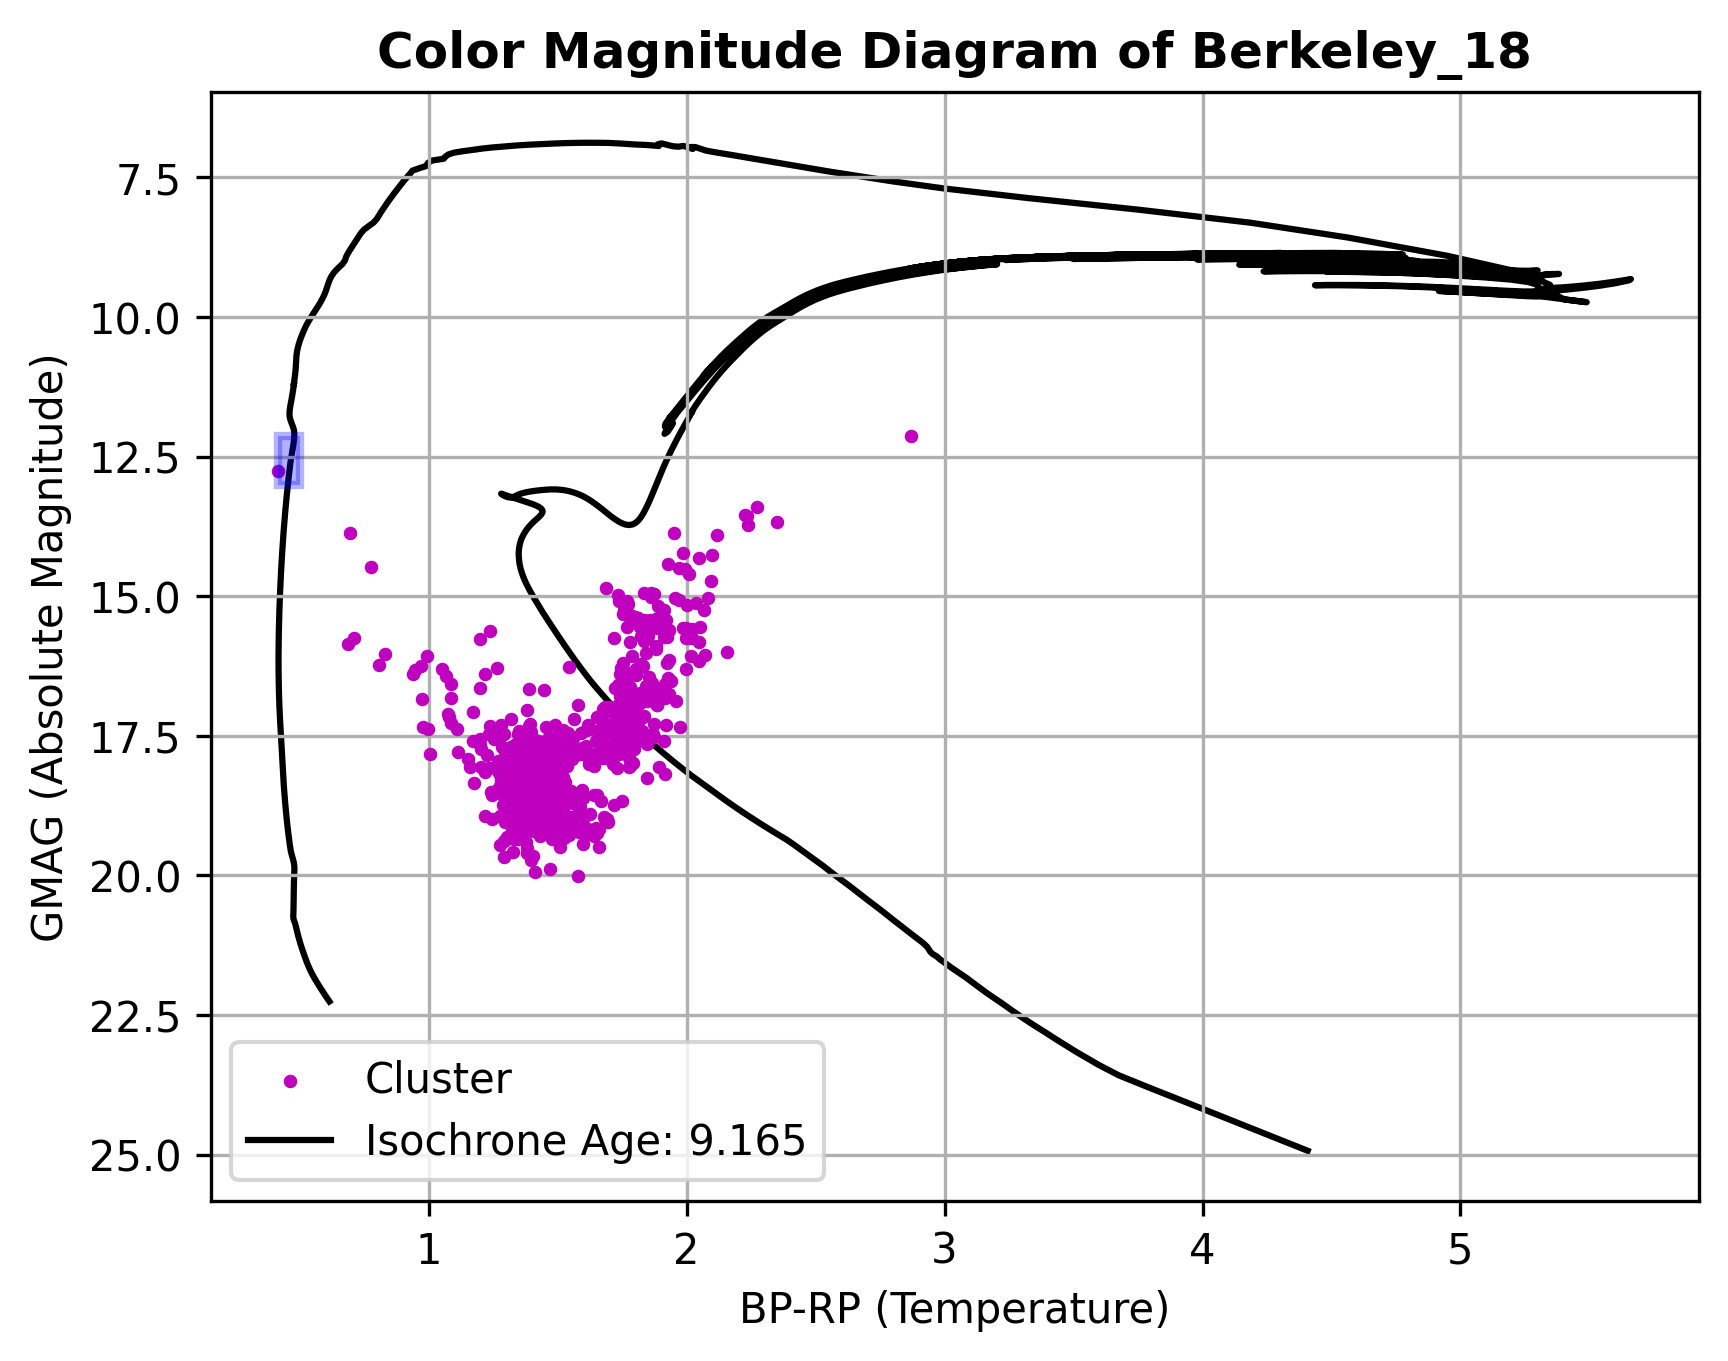 Color Magnitude Diagram of Berkeley_18
7.5
10.0
12.5
15.0
17.5
20.0
22.5
25.0
GMAG (Absolute Magnitude)
Cluster
Isochrone Age: 9.165
1
2
3
4
5
BP-RP (Temperature)